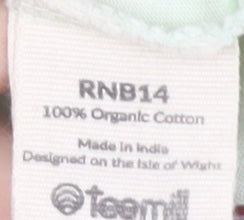 RNB14
100% Organic Cotton
Made in India
Designed on the Isle of Wight
teemill